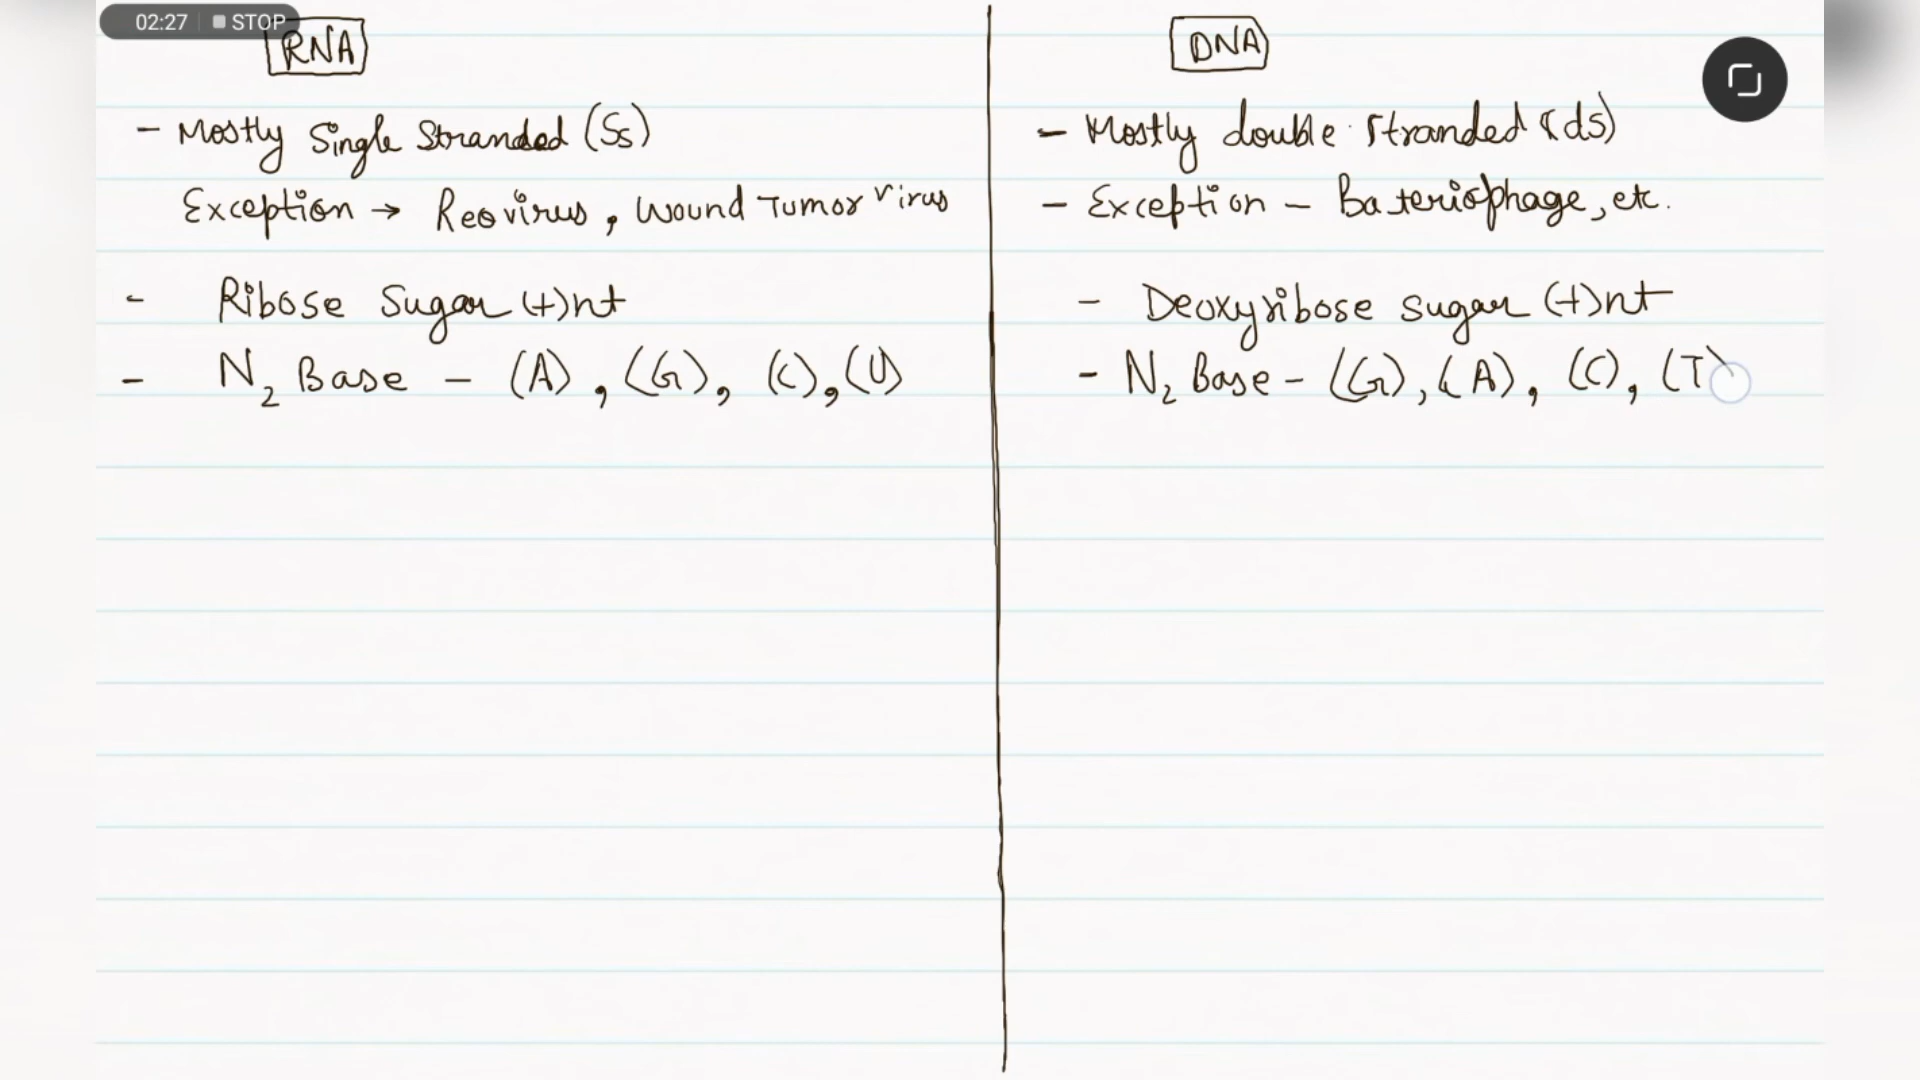 02:27 STOP
RNA
- Mostly Single Stranded (Ss)
Exception → Reovirus, Wound Tumor Virus
- Ribose Sugar (+)nt
- N₂ Base - (A), (G), (C), (U)
DNA
- Mostly double stranded (ds)
- Exception - Bateriophage, etc.
- Deoxyribose sugar (+)nt
- N₂ Base - (G), (A), (C), (T)